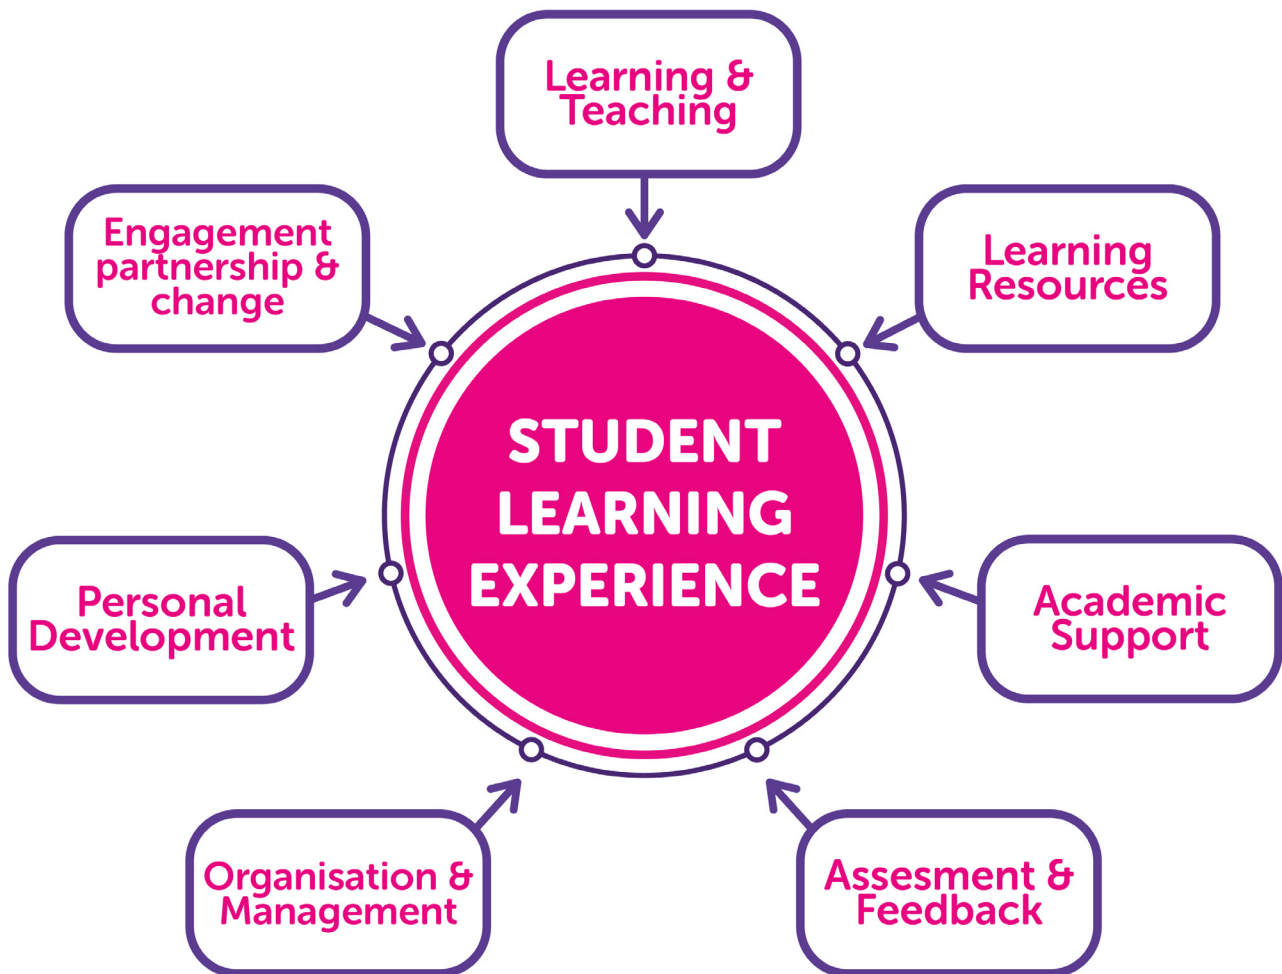 Learning &
Teaching
Learning
Resources
Academic
Support
Assesment &
Feedback
Organisation &
Management
Personal
Development
Engagement
partnership &
change
STUDENT
LEARNING
EXPERIENCE